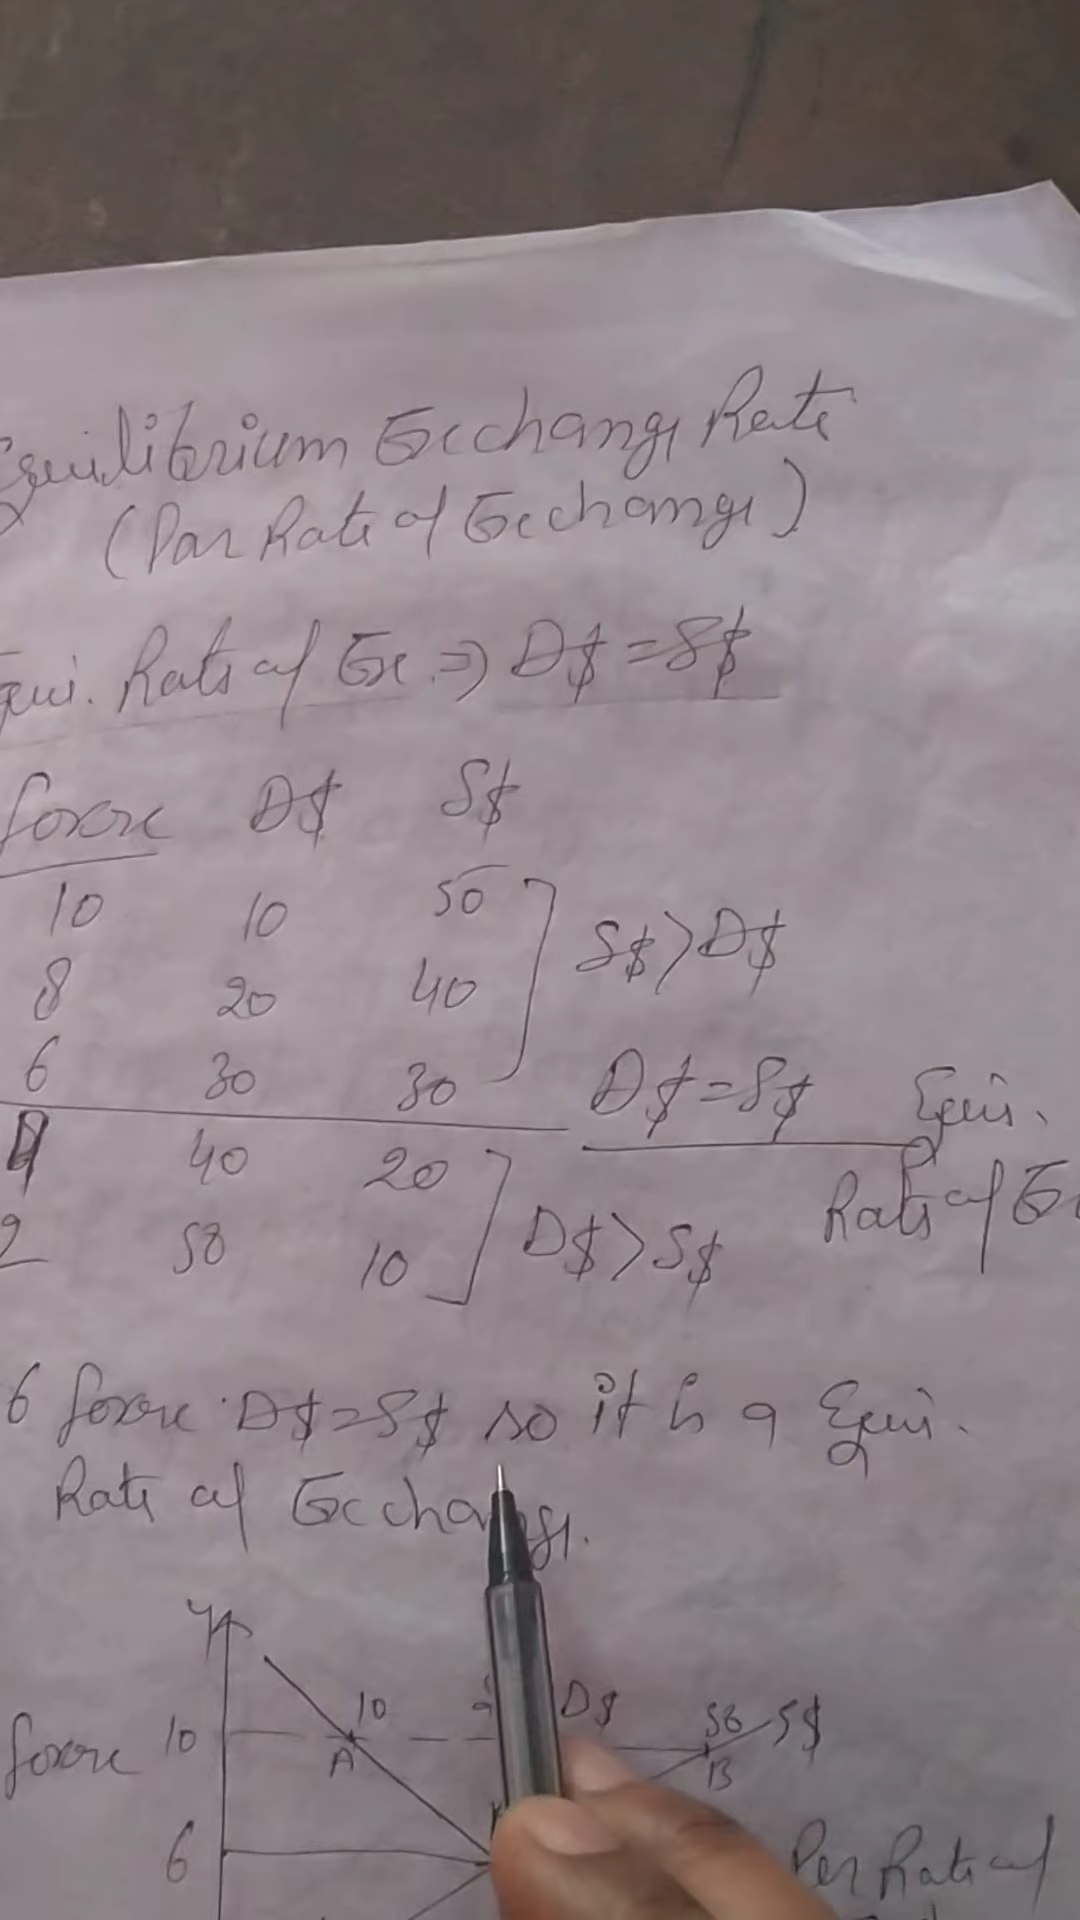 Equilibrium Exchange Rate
(Par Rate of Exchange)
Equi. Rate of Ex. ⇒ D$ = S$
forex D$ S$
10 10 50
8 20 40 S$ > D$
6 30 30 D$ = S$ Equi.
4 40 20 Rate of Ex
2 50 10 D$ > S$
6 forex D$ = S$ so it is a Equi.
Rate of Exchange.
Y
10 D$ 50 S$
forex 10 A B
6 Par Rate of